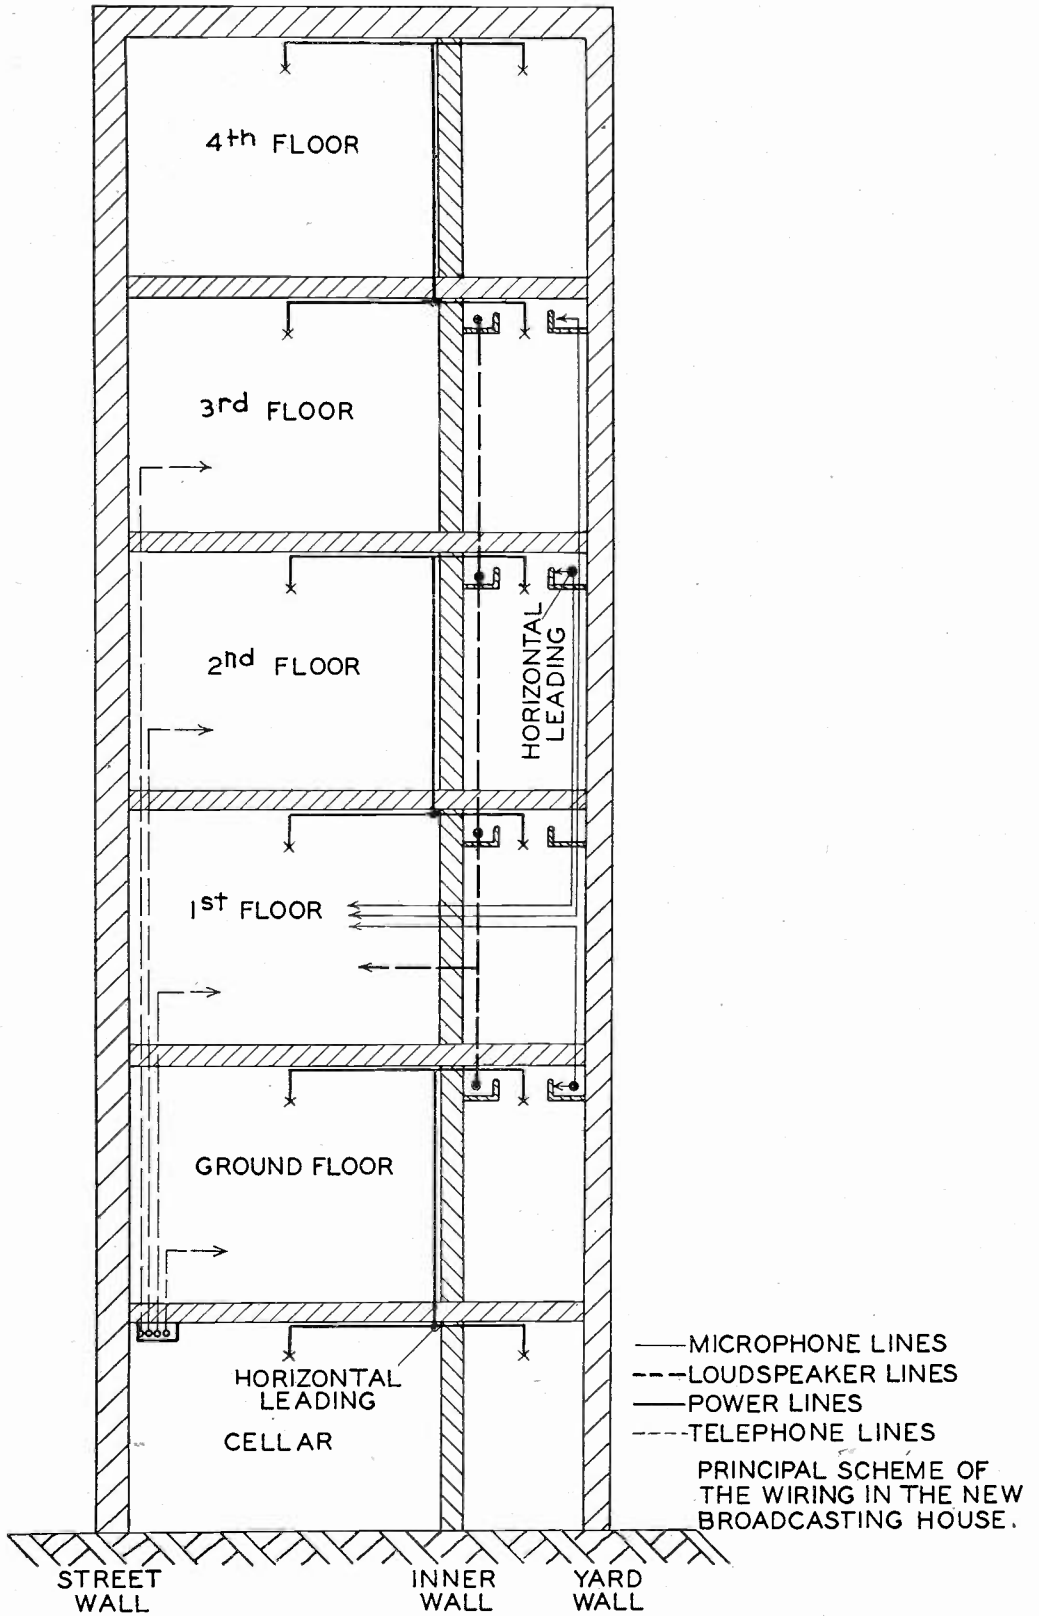 4th FLOOR
3rd FLOOR
2nd FLOOR
HORIZONTAL
LEADING
1st FLOOR
GROUND FLOOR
HORIZONTAL
LEADING
CELLAR
MICROPHONE LINES
LOUDSPEAKER LINES
POWER LINES
TELEPHONE LINES
PRINCIPAL SCHEME OF
THE WIRING IN THE NEW
BROADCASTING HOUSE.
STREET
WALL
INNER
WALL
YARD
WALL